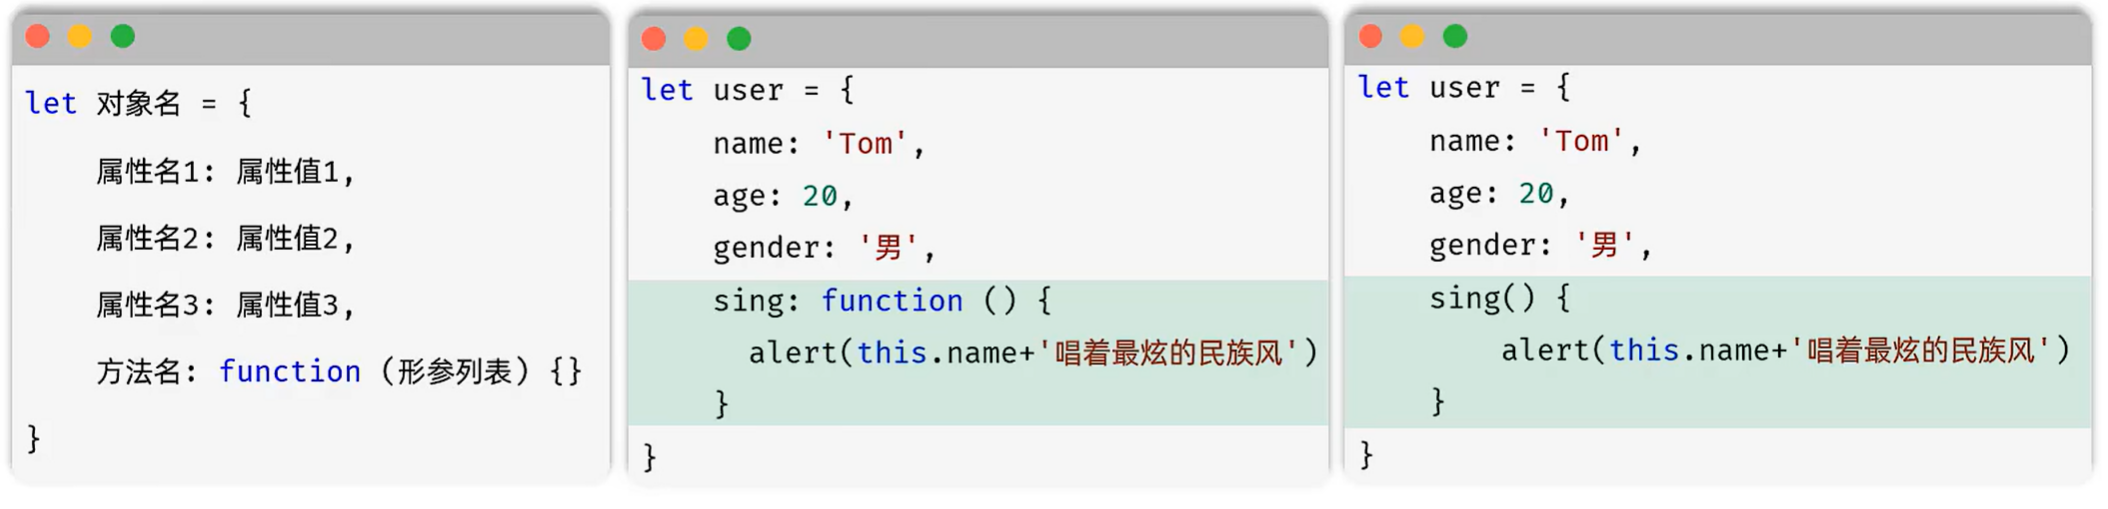 let 对象名 = {
属性名1: 属性值1,
属性名2: 属性值2,
属性名3: 属性值3,
方法名: function (形参列表) {}
}
let user = {
name: 'Tom',
age: 20,
gender: '男',
sing: function () {
alert(this.name+'唱着最炫的民族风')
}
}
let user = {
name: 'Tom',
age: 20,
gender: '男',
sing() {
alert(this.name+'唱着最炫的民族风')
}
}